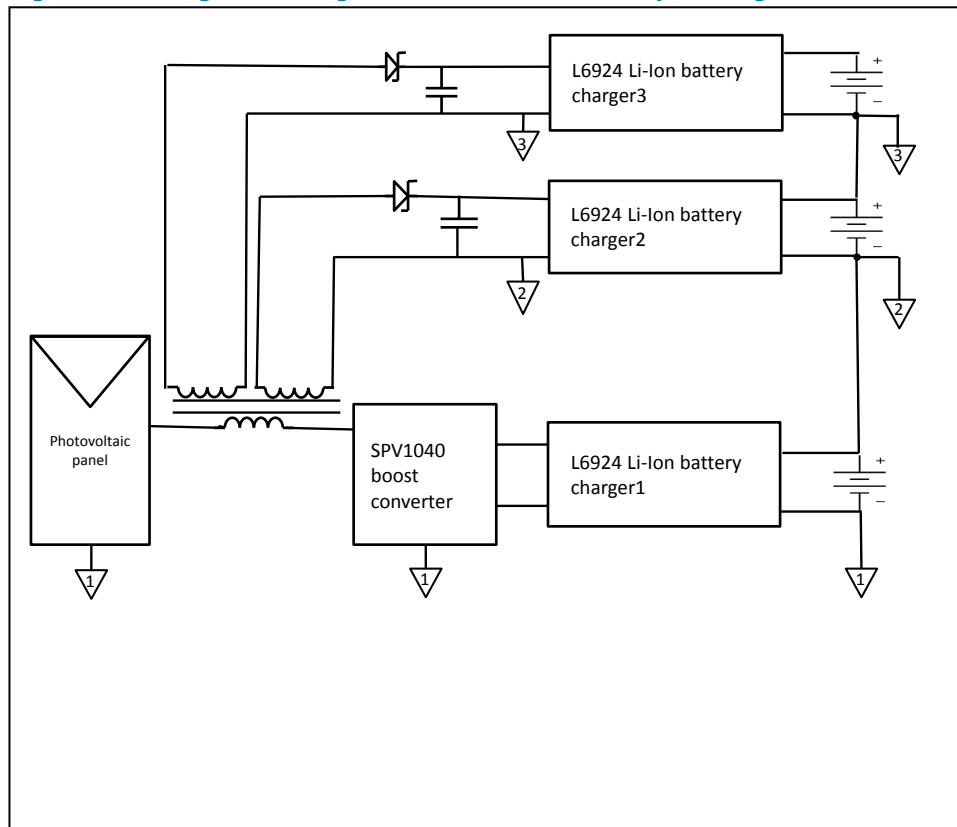 L6924 Li-Ion battery
charger3
+
−
3
3
L6924 Li-Ion battery
charger2
+
−
2
2
Photovoltaic
panel
SPV1040
boost
converter
L6924 Li-Ion battery
charger1
+
−
1
1
1